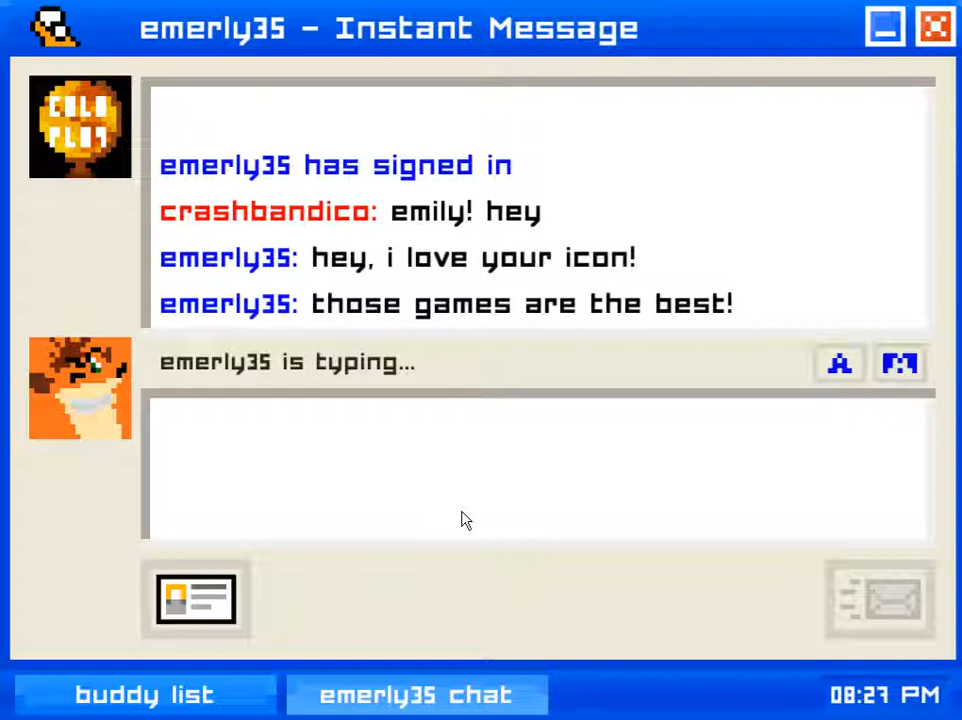 emerly35 - Instant Message
COLD
PLAY
emerly35 has signed in
crashbandico: emily! hey
emerly35: hey, i love your icon!
emerly35: those games are the best!
emerly35 is typing...
A
buddy list
emerly35 chat
08:27 PM